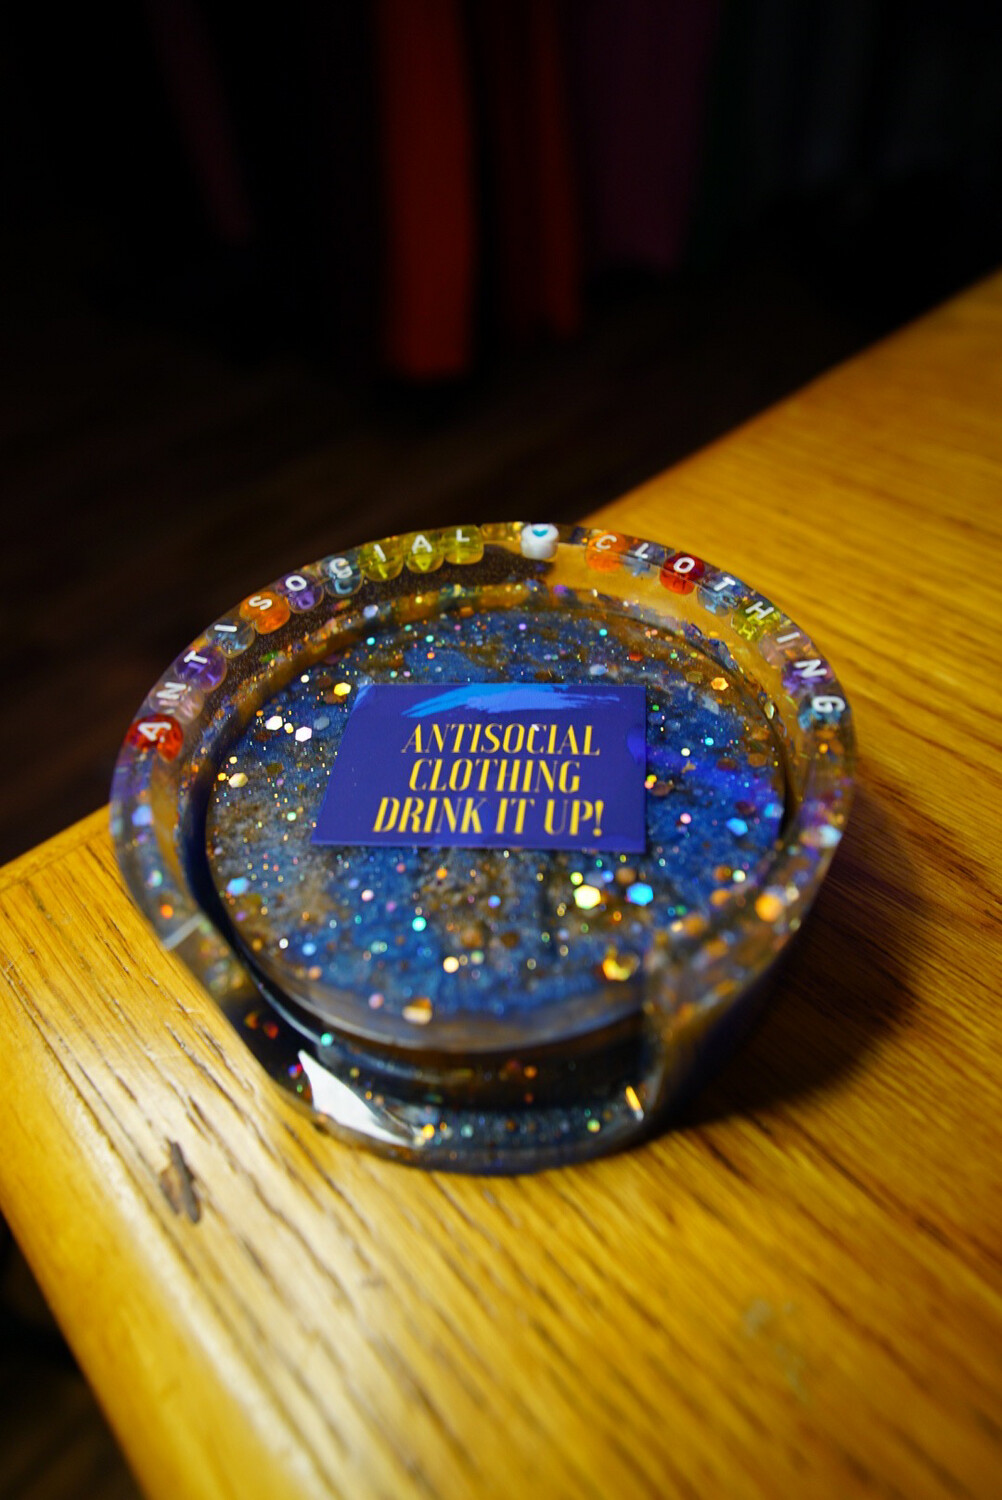 ANTISOCIAL CLOTHING
ANTISOCIAL
CLOTHING
DRINK IT UP!